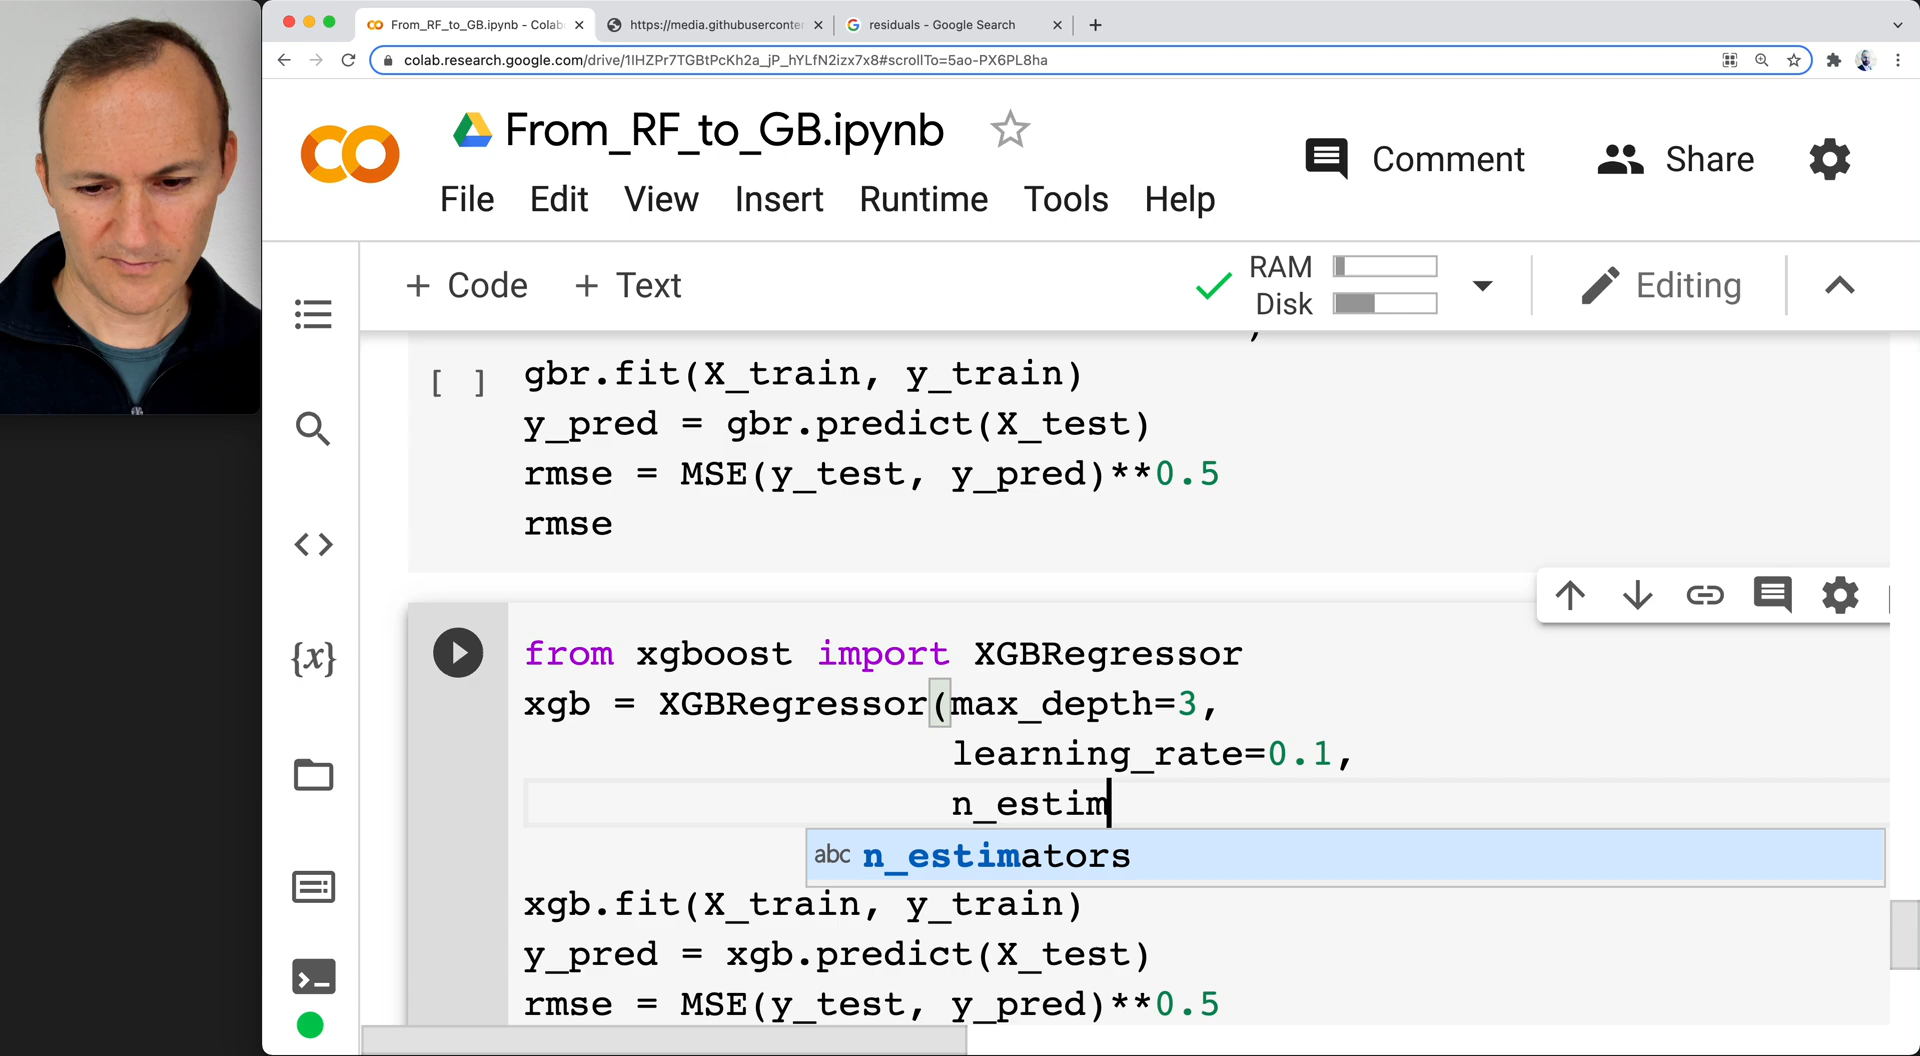 From_RF_to_GB.ipynb - Colab
https://media.githubusercontent
residuals - Google Search
colab.research.google.com/drive/1IHZPr7TGBtPcKh2a_jP_hYLfN2izx7x8#scrollTo=5ao-PX6PL8ha
From_RF_to_GB.ipynb
Comment
Share
File Edit View Insert Runtime Tools Help
+ Code + Text
RAM
Disk
Editing
[ ]
gbr.fit(X_train, y_train)
y_pred = gbr.predict(X_test)
rmse = MSE(y_test, y_pred)**0.5
rmse
from xgboost import XGBRegressor
xgb = XGBRegressor(max_depth=3,
learning_rate=0.1,
n_estim
abc n_estimators
xgb.fit(X_train, y_train)
y_pred = xgb.predict(X_test)
rmse = MSE(y_test, y_pred)**0.5